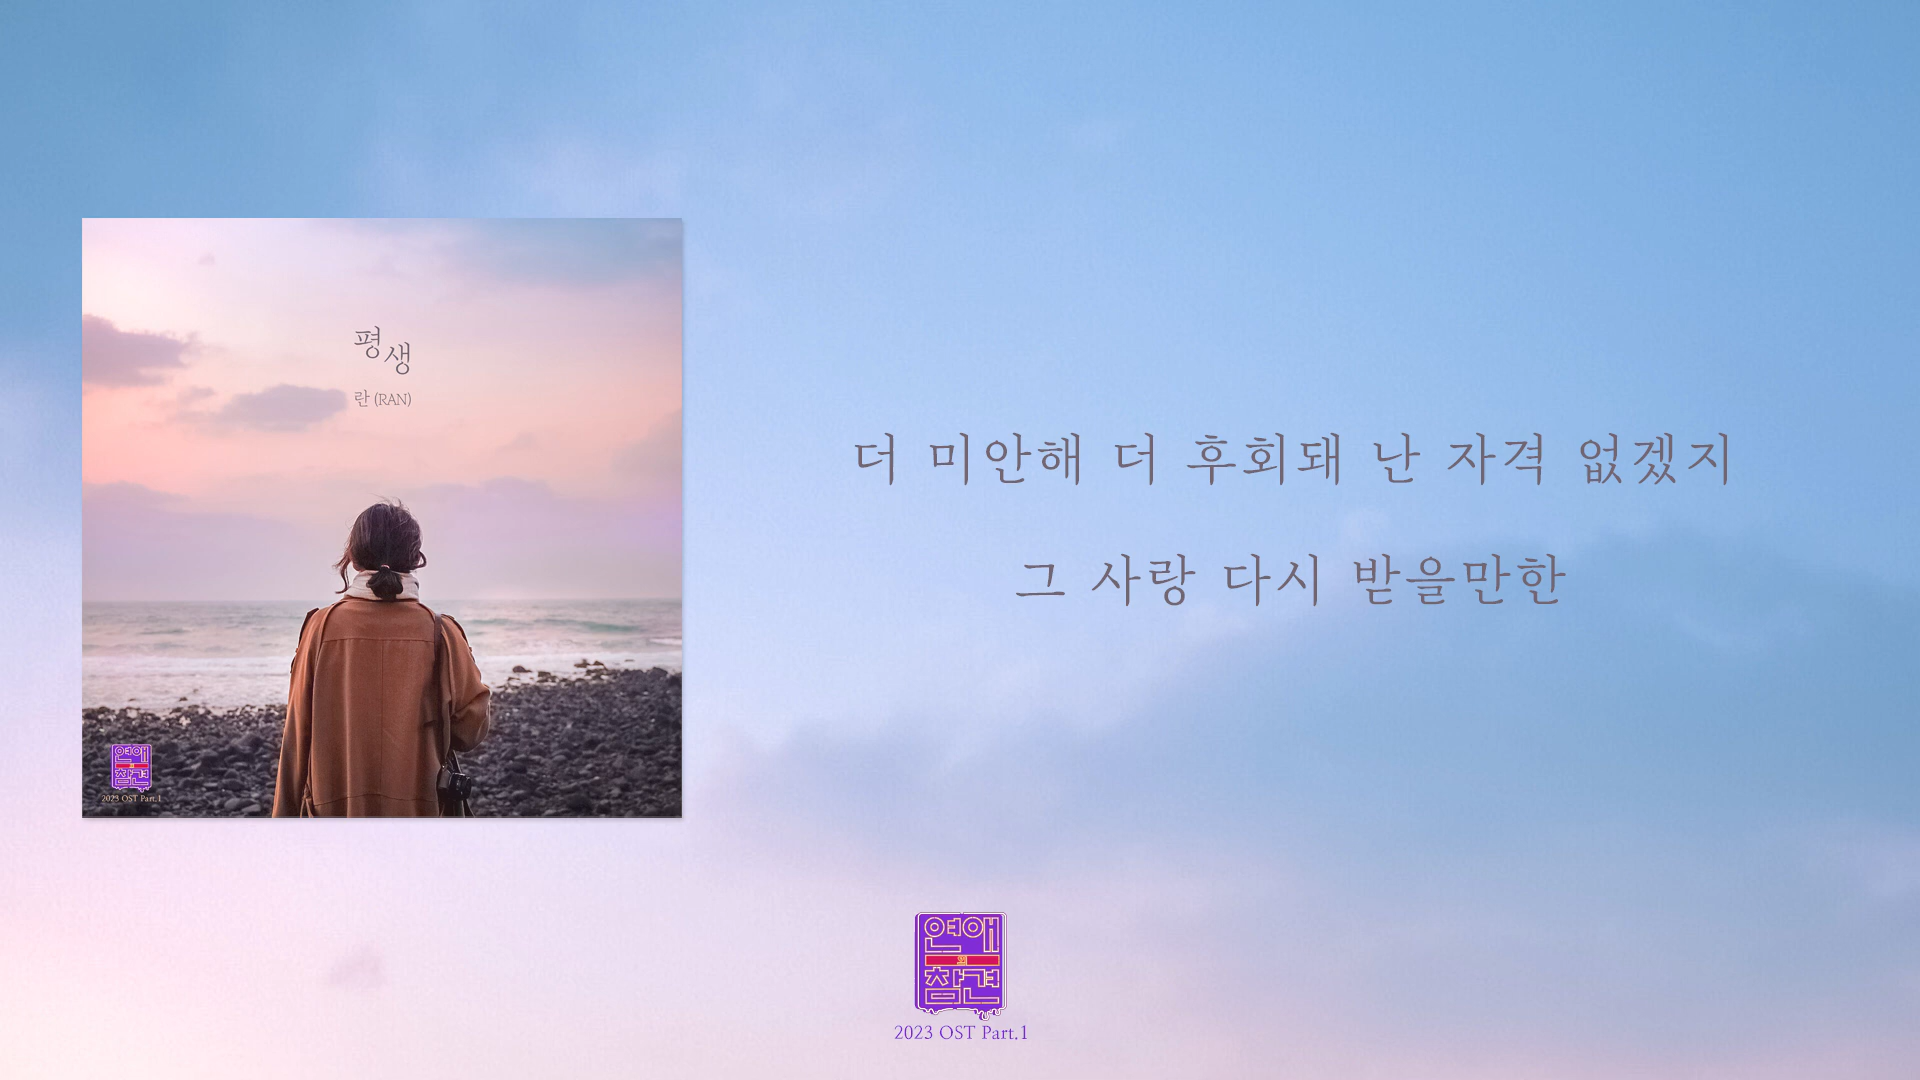 평생
란 (RAN)
연애
의
참견
2023 OST Part.1
더 미안해 더 후회돼 난 자격 없겠지
그 사랑 다시 받을만한
연애
의
참견
2023 OST Part.1